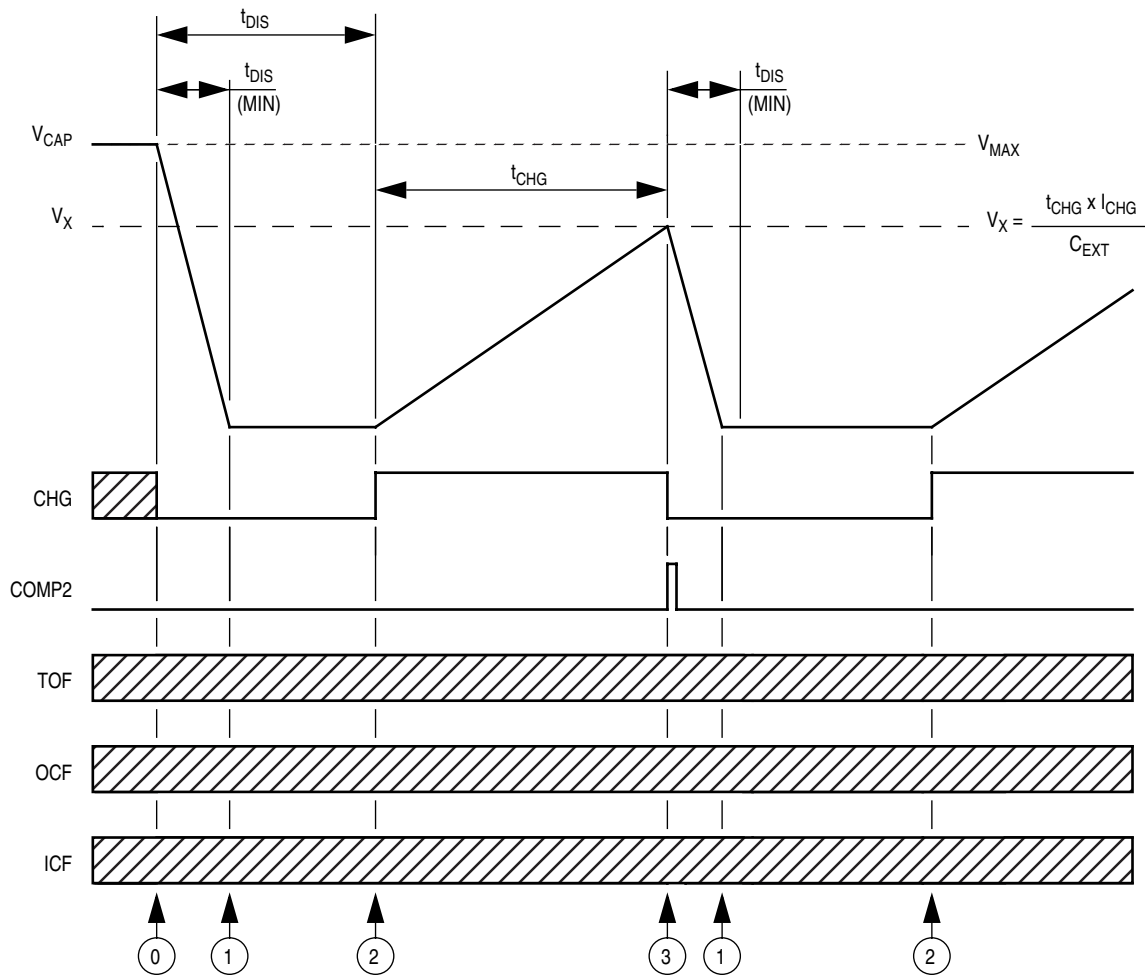 tDIS
tDIS
(MIN)
tDIS
(MIN)
VCAP
VMAX
tCHG
VX
VX = tCHG x ICHG
CEXT
CHG
COMP2
TOF
OCF
ICF
0 1 2 3 1 2